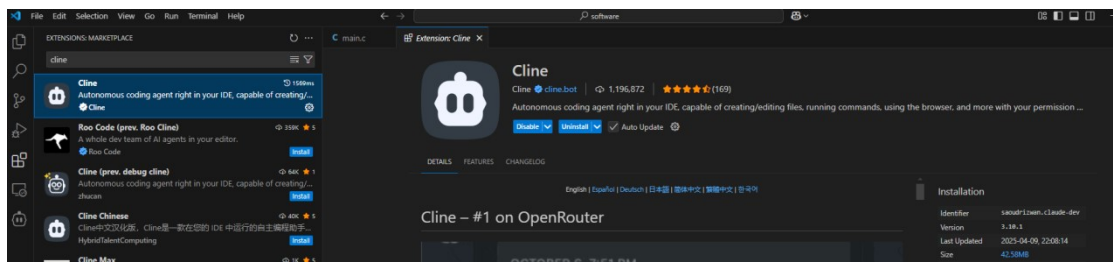 File Edit Selection View Go Run Terminal Help
software
EXTENSIONS: MARKETPLACE
cline
Cline
1589ms
Autonomous coding agent right in your IDE, capable of creating/...
Cline
Roo Code (prev. Roo Cline)
359K ★ 5
A whole dev team of AI agents in your editor.
Roo Code
Install
Cline (prev. debug cline)
64K ★ 1
Autonomous coding agent right in your IDE, capable of creating/...
zhucan
Install
Cline Chinese
40K ★ 5
Cline中文汉化版，Cline是一款在您的 IDE 中运行的自主编程助手...
HybridTalentComputing
Install
Cline Max
1K ★ 5
C main.c
Extension: Cline
Cline
cline.bot
1,196,872
★★★★★(169)
Autonomous coding agent right in your IDE, capable of creating/editing files, running commands, using the browser, and more with your permission ...
Disable
Uninstall
Auto Update
DETAILS FEATURES CHANGELOG
English | Español | Deutsch | 日本語 | 简体中文 | 繁體中文 | 한국어
Cline – #1 on OpenRouter
Installation
Identifier saoudrizwan.claude-dev
Version 3.10.1
Last Updated 2025-04-09, 22:08:14
Size 42.58MB